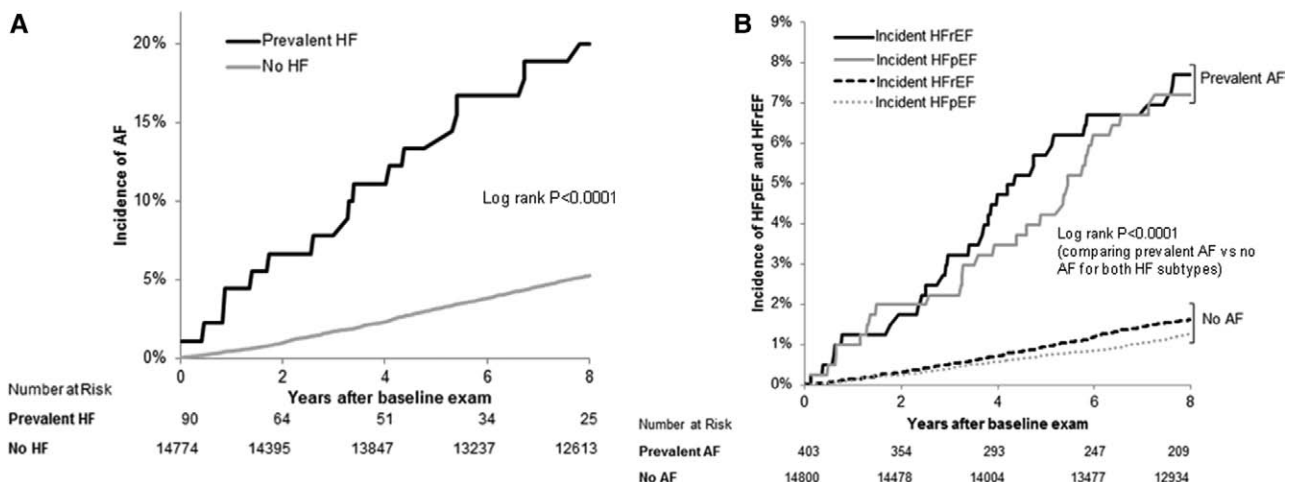 A
Prevalent HF
No HF
Incidence of AF
20%
15%
10%
5%
0%
Log rank P<0.0001
0 2 4 6 8
Years after baseline exam
Number at Risk
Prevalent HF 90 64 51 34 25
No HF 14774 14395 13847 13237 12613
B
Incident HFrEF
Incident HFpEF
Incident HFrEF
Incident HFpEF
Prevalent AF
Incidence of HFpEF and HFrEF
9%
8%
7%
6%
5%
4%
3%
2%
1%
0%
Log rank P<0.0001
(comparing prevalent AF vs no
AF for both HF subtypes)
No AF
0 2 4 6 8
Years after baseline exam
Number at Risk
Prevalent AF 403 354 293 247 209
No AF 14800 14478 14004 13477 12934